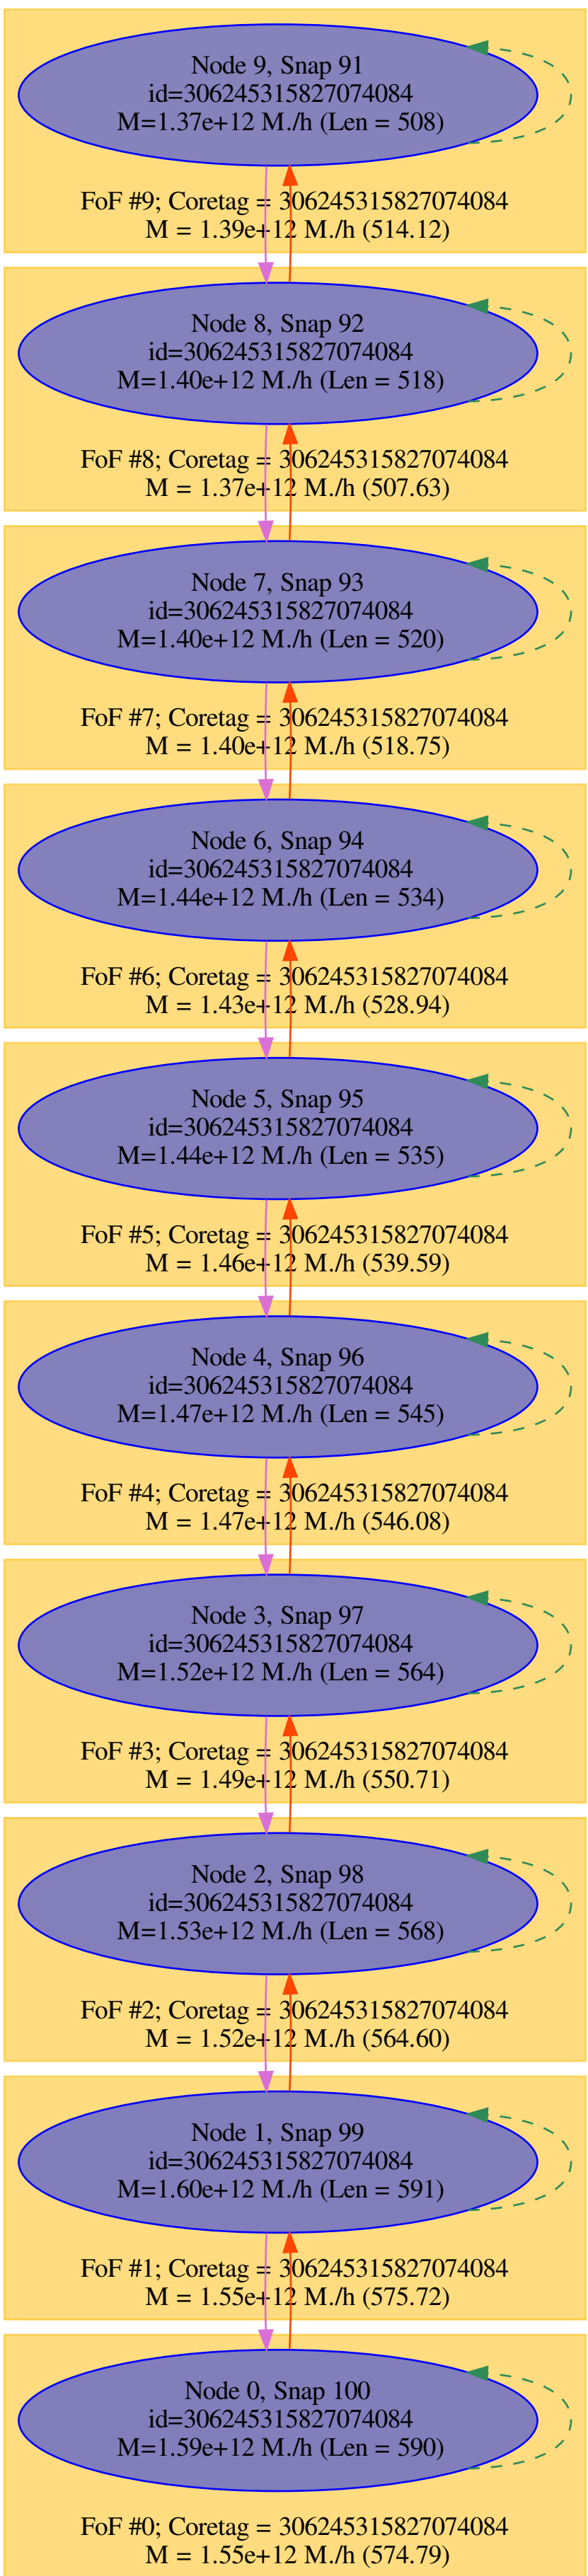 Node 9, Snap 91
id=306245315827074084
M=1.37e+12 M./h (Len = 508)
FoF #9; Coretag = 306245315827074084
M = 1.39e+12 M./h (514.12)
Node 8, Snap 92
id=306245315827074084
M=1.40e+12 M./h (Len = 518)
FoF #8; Coretag = 306245315827074084
M = 1.37e+12 M./h (507.63)
Node 7, Snap 93
id=306245315827074084
M=1.40e+12 M./h (Len = 520)
FoF #7; Coretag = 306245315827074084
M = 1.40e+12 M./h (518.75)
Node 6, Snap 94
id=306245315827074084
M=1.44e+12 M./h (Len = 534)
FoF #6; Coretag = 306245315827074084
M = 1.43e+12 M./h (528.94)
Node 5, Snap 95
id=306245315827074084
M=1.44e+12 M./h (Len = 535)
FoF #5; Coretag = 306245315827074084
M = 1.46e+12 M./h (539.59)
Node 4, Snap 96
id=306245315827074084
M=1.47e+12 M./h (Len = 545)
FoF #4; Coretag = 306245315827074084
M = 1.47e+12 M./h (546.08)
Node 3, Snap 97
id=306245315827074084
M=1.52e+12 M./h (Len = 564)
FoF #3; Coretag = 306245315827074084
M = 1.49e+12 M./h (550.71)
Node 2, Snap 98
id=306245315827074084
M=1.53e+12 M./h (Len = 568)
FoF #2; Coretag = 306245315827074084
M = 1.52e+12 M./h (564.60)
Node 1, Snap 99
id=306245315827074084
M=1.60e+12 M./h (Len = 591)
FoF #1; Coretag = 306245315827074084
M = 1.55e+12 M./h (575.72)
Node 0, Snap 100
id=306245315827074084
M=1.59e+12 M./h (Len = 590)
FoF #0; Coretag = 306245315827074084
M = 1.55e+12 M./h (574.79)